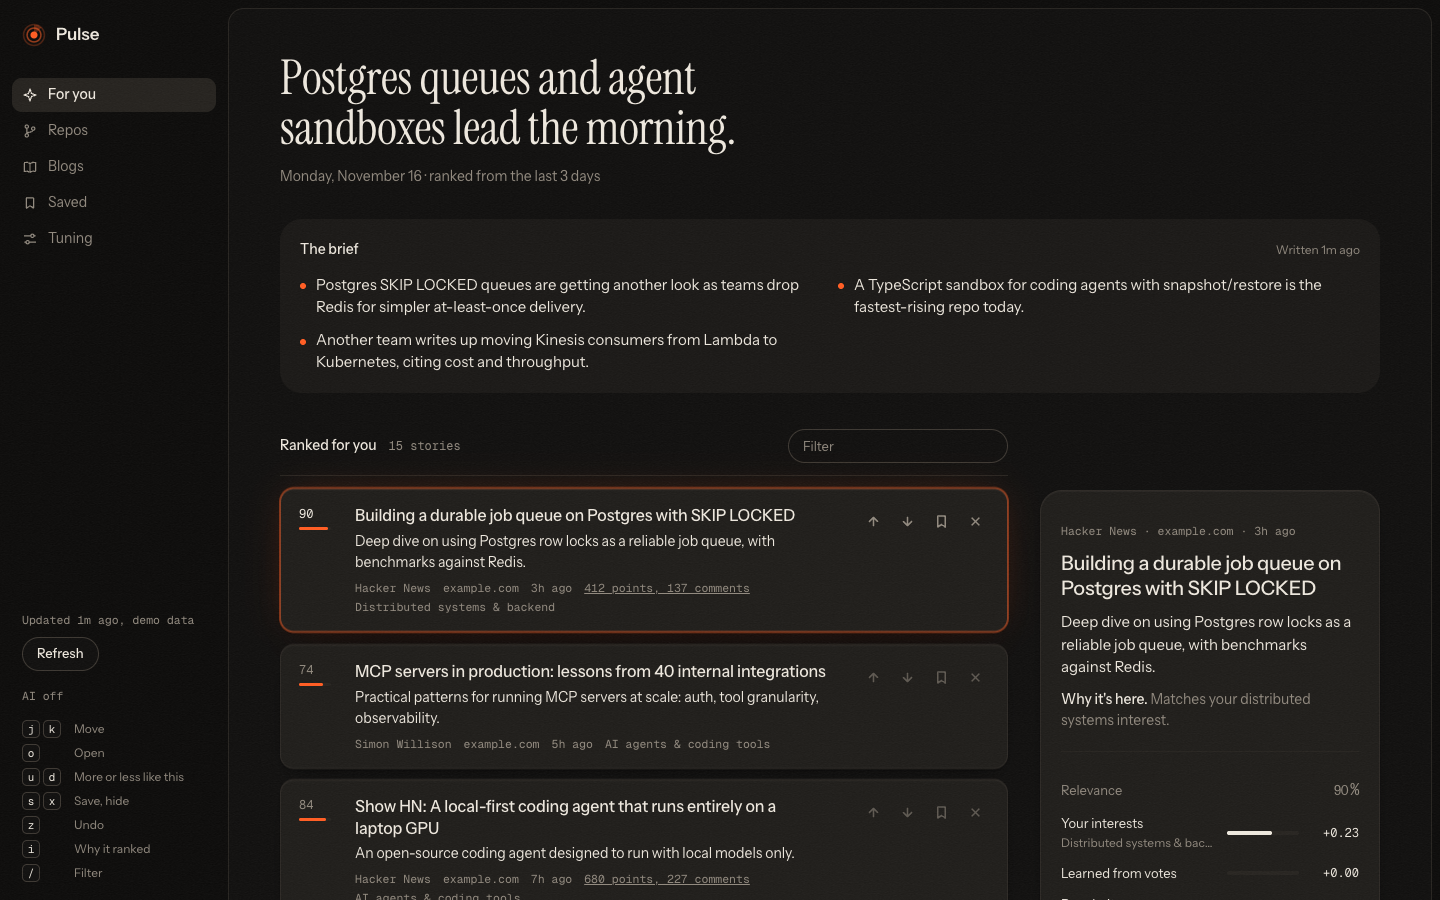 Pulse
For you
Repos
Blogs
Saved
Tuning
Updated 1m ago, demo data
Refresh
AI off
j k Move
o Open
u d More or less like this
s x Save, hide
z Undo
i Why it ranked
/ Filter
Postgres queues and agent
sandboxes lead the morning.
Monday, November 16 · ranked from the last 3 days
The brief
Written 1m ago
Postgres SKIP LOCKED queues are getting another look as teams drop
Redis for simpler at-least-once delivery.
Another team writes up moving Kinesis consumers from Lambda to
Kubernetes, citing cost and throughput.
A TypeScript sandbox for coding agents with snapshot/restore is the
fastest-rising repo today.
Ranked for you 15 stories
Filter
90
Building a durable job queue on Postgres with SKIP LOCKED
Deep dive on using Postgres row locks as a reliable job queue, with
benchmarks against Redis.
Hacker News example.com 3h ago 412 points, 137 comments
Distributed systems & backend
74
MCP servers in production: lessons from 40 internal integrations
Practical patterns for running MCP servers at scale: auth, tool granularity,
observability.
Simon Willison example.com 5h ago AI agents & coding tools
84
Show HN: A local-first coding agent that runs entirely on a
laptop GPU
An open-source coding agent designed to run with local models only.
Hacker News example.com 7h ago 680 points, 227 comments
AI agents & coding tools
Hacker News · example.com · 3h ago
Building a durable job queue on
Postgres with SKIP LOCKED
Deep dive on using Postgres row locks as a
reliable job queue, with benchmarks
against Redis.
Why it's here. Matches your distributed
systems interest.
Relevance 90%
Your interests
Distributed systems & bac... +0.23
Learned from votes +0.00